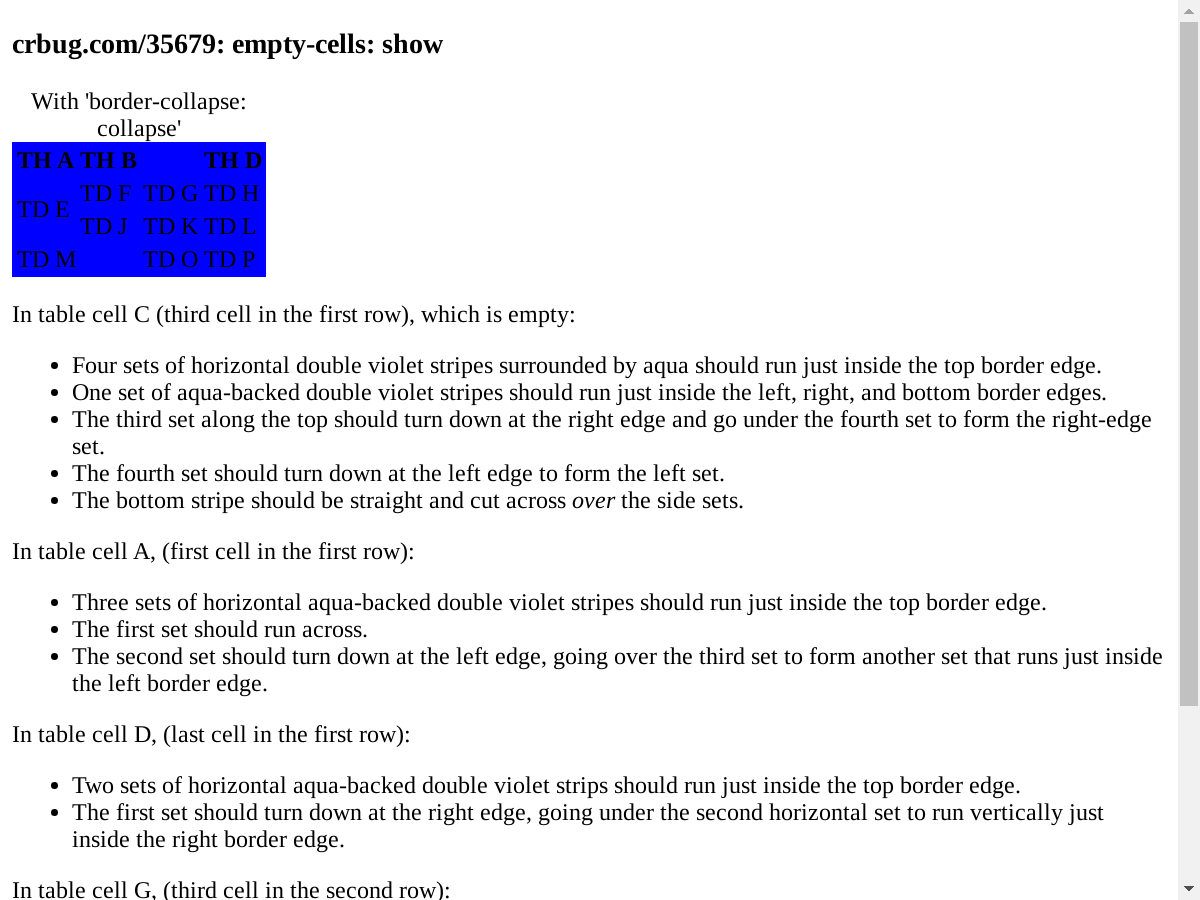 crbug.com/35679: empty-cells: show
With 'border-collapse:
collapse'
TH A TH B TH D
TD F TD G TD H
TD E
TD J TD K TD L
TD M TD O TD P
In table cell C (third cell in the first row), which is empty:
• Four sets of horizontal double violet stripes surrounded by aqua should run just inside the top border edge.
• One set of aqua-backed double violet stripes should run just inside the left, right, and bottom border edges.
• The third set along the top should turn down at the right edge and go under the fourth set to form the right-edge
set.
• The fourth set should turn down at the left edge to form the left set.
• The bottom stripe should be straight and cut across over the side sets.
In table cell A, (first cell in the first row):
• Three sets of horizontal aqua-backed double violet stripes should run just inside the top border edge.
• The first set should run across.
• The second set should turn down at the left edge, going over the third set to form another set that runs just inside
the left border edge.
In table cell D, (last cell in the first row):
• Two sets of horizontal aqua-backed double violet strips should run just inside the top border edge.
• The first set should turn down at the right edge, going under the second horizontal set to run vertically just
inside the right border edge.
In table cell G, (third cell in the second row):